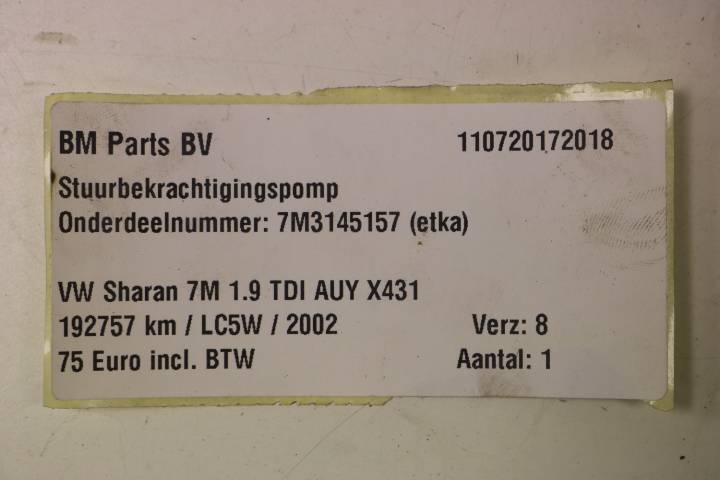 BM Parts BV 110720172018
Stuurbekrachtigingspomp
Onderdeelnummer: 7M3145157 (etka)
VW Sharan 7M 1.9 TDI AUY X431
192757 km / LC5W / 2002 Verz: 8
75 Euro incl. BTW Aantal: 1